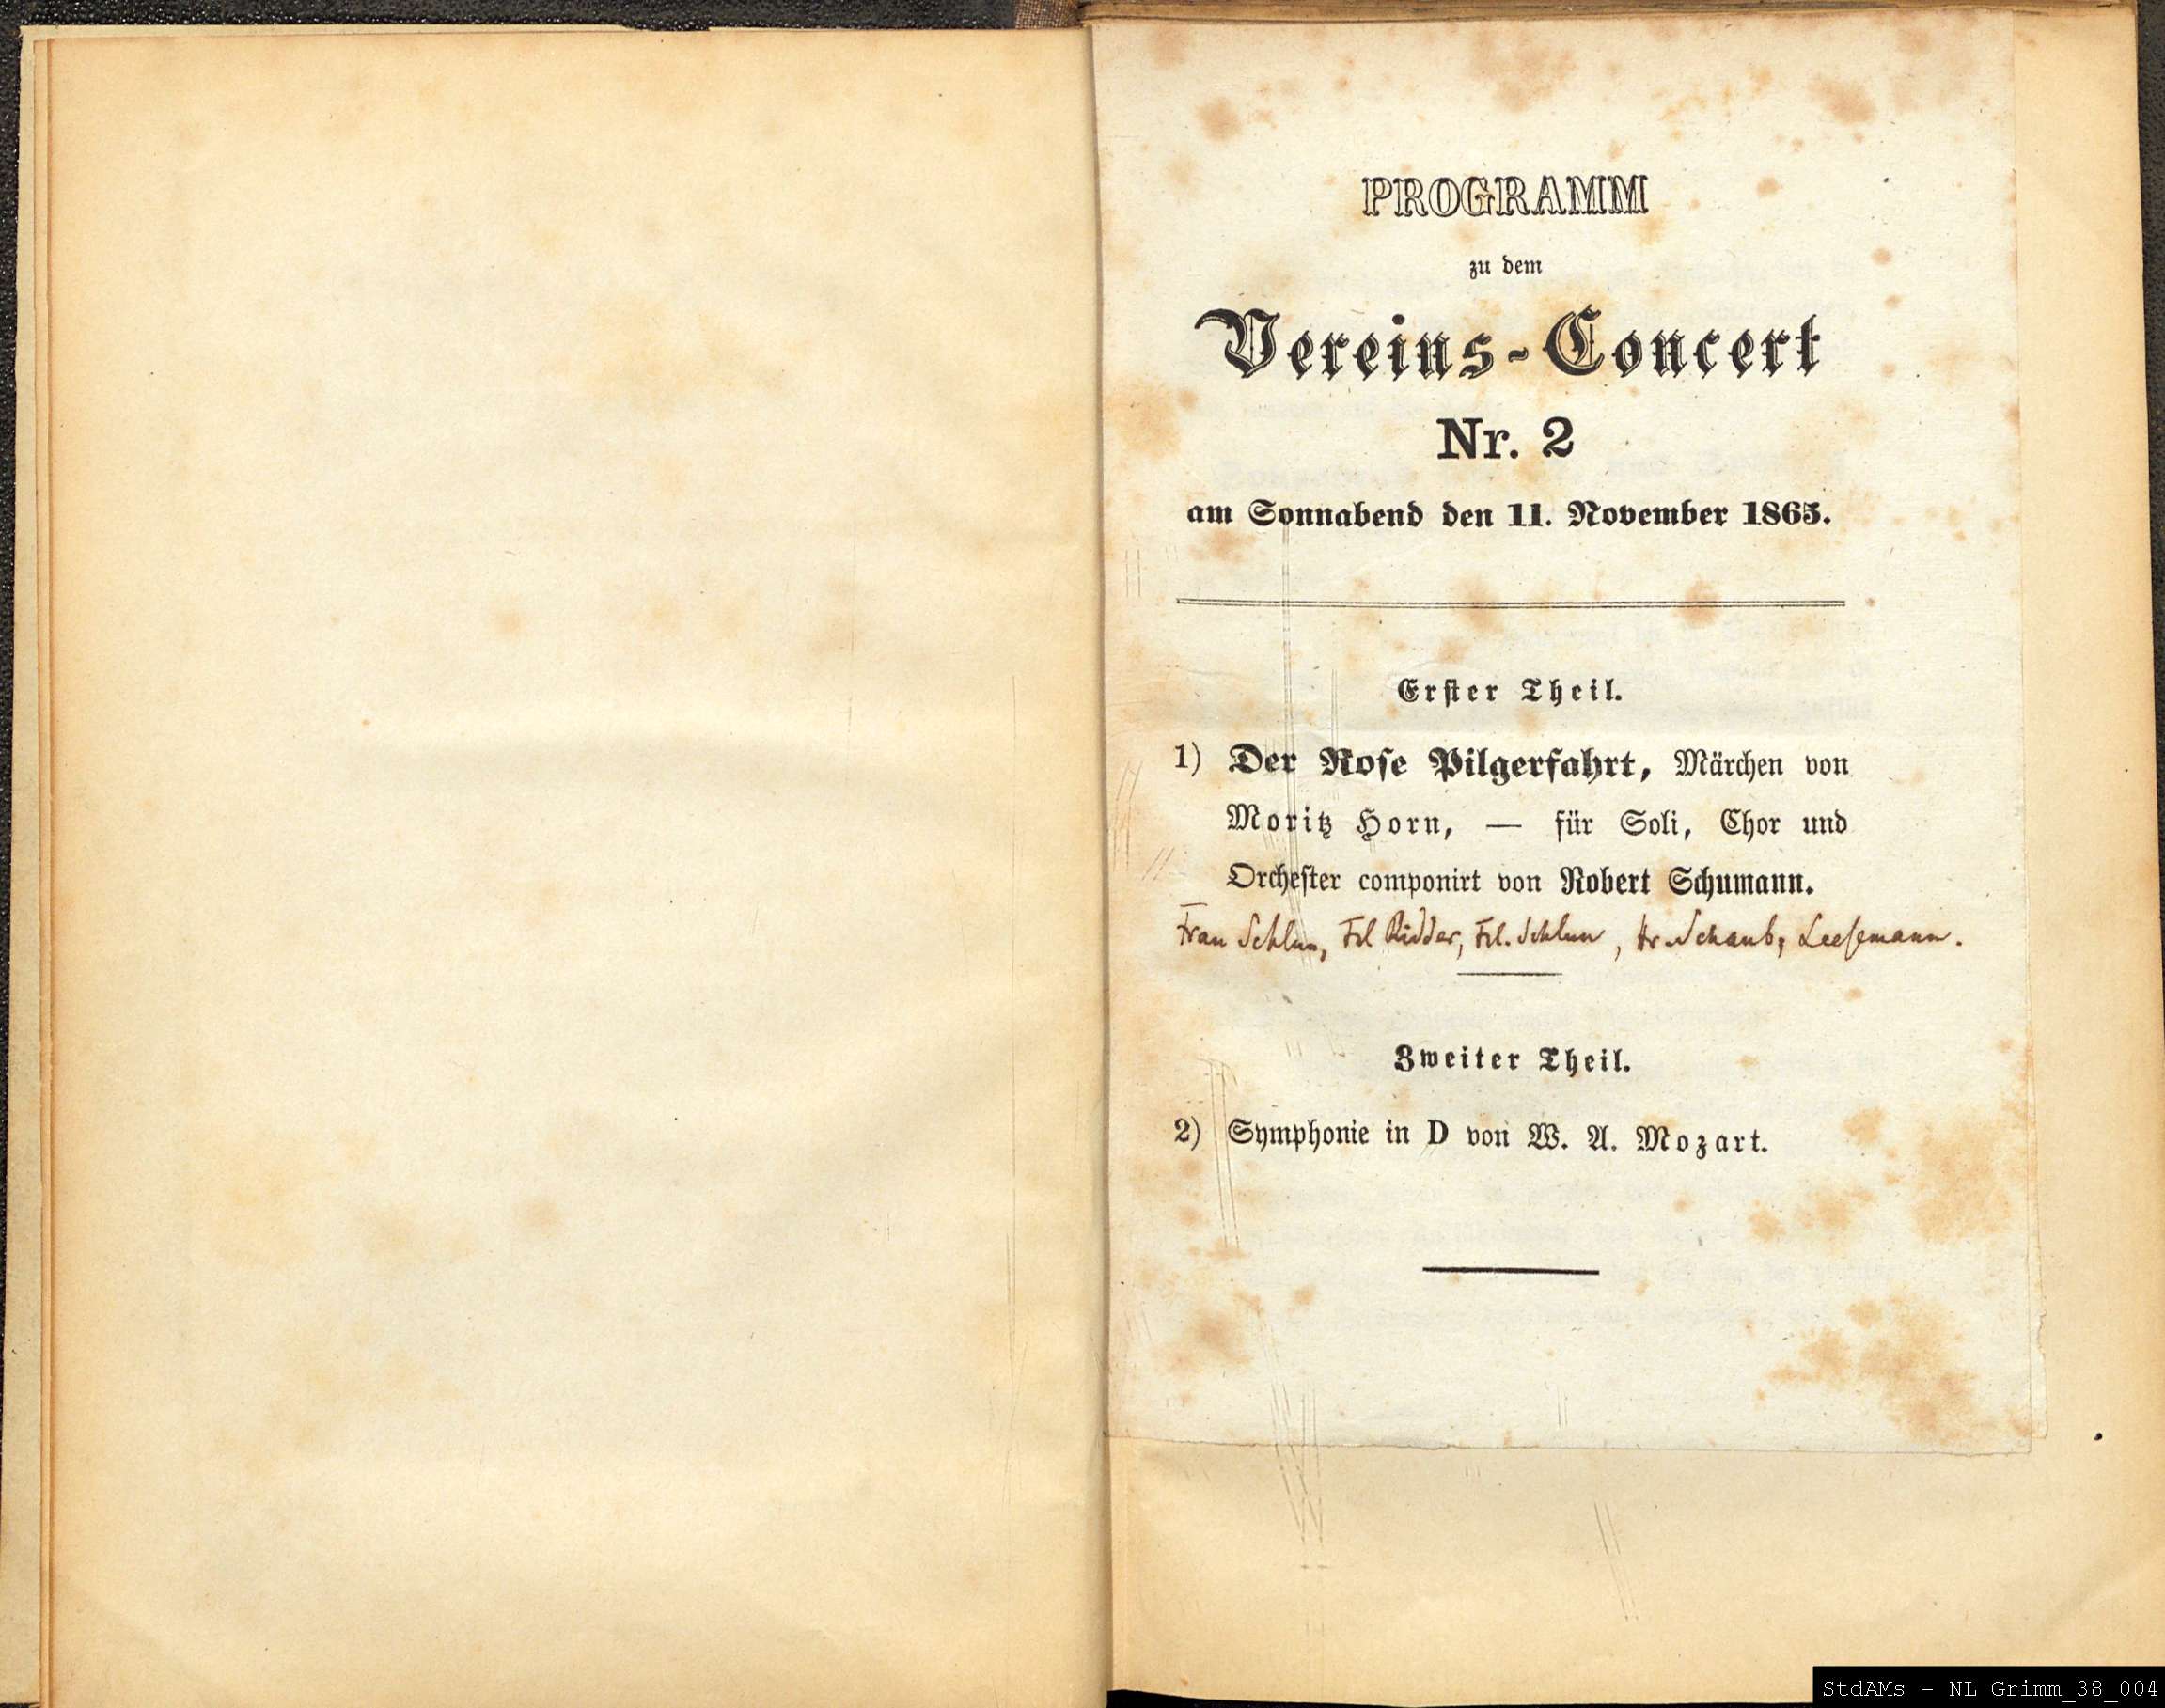 PROGRAMM
zu dem
Vereins-Concert
Nr. 2
am Sonnabend den 11. November 1865.
Erster Theil.
1) Der Rose Pilgerfahrt, Märchen von
Moritz Horn, — für Soli, Chor und
Orchester componirt von Robert Schumann.
Frau Schlun, Frl Ridder, Frl. Schlun, Hr. Schaub, Leesemann.
Zweiter Theil.
2) Symphonie in D von W. A. Mozart.
StdAMs - NL Grimm_38_004